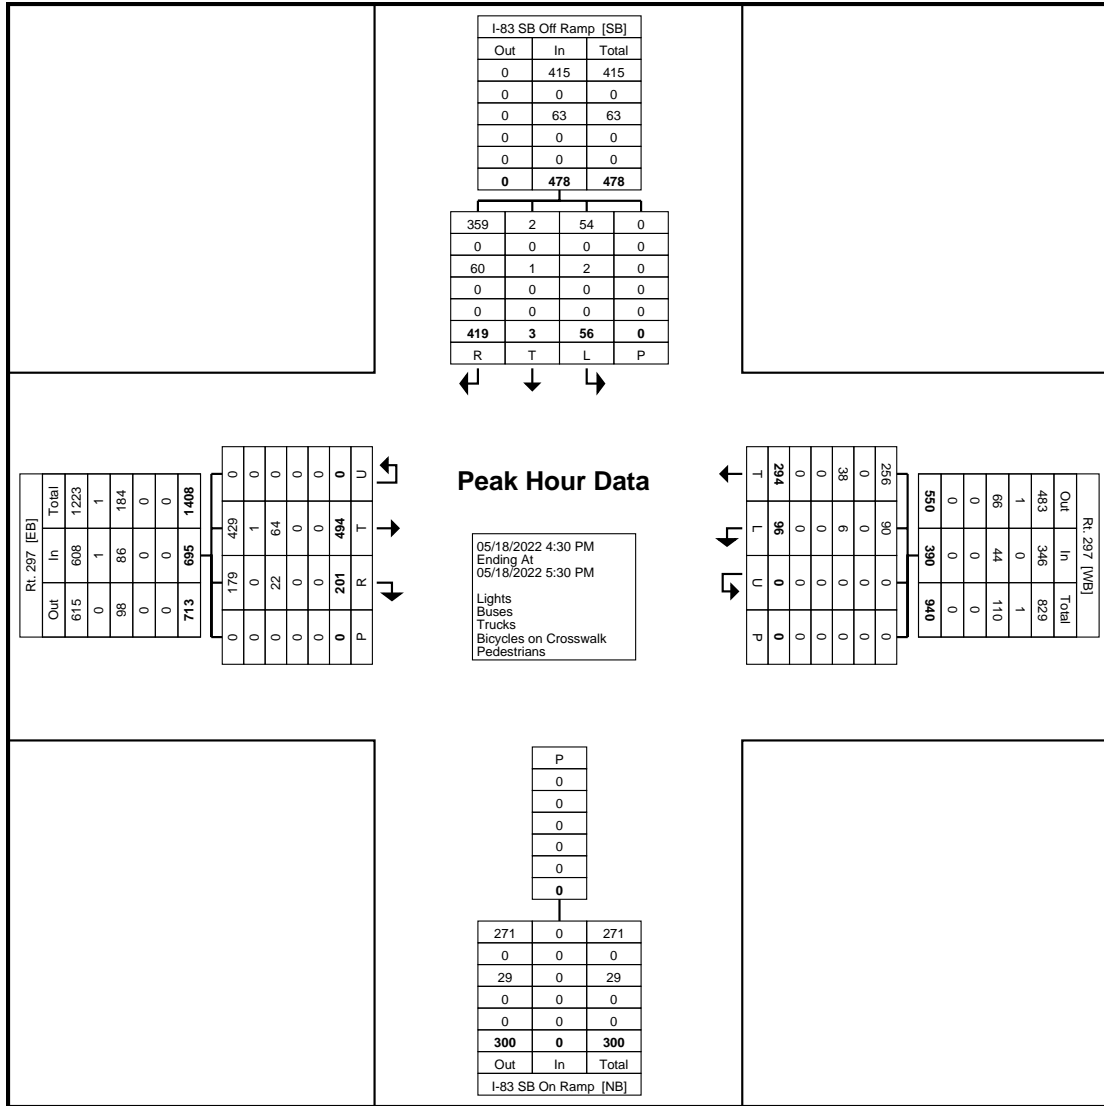 I-83 SB Off Ramp [SB]
Out In Total
0 415 415
0 0 0
0 63 63
0 0 0
0 0 0
0 478 478
359 2 54 0
0 0 0 0
60 1 2 0
0 0 0 0
0 0 0 0
419 3 56 0
R T L P
Rt. 297 [EB]
Out In Total
615 608 1223
0 1 1
98 86 184
0 0 0
0 0 0
713 695 1408
0 179 429 0
0 0 1 0
0 22 64 0
0 0 0 0
0 0 0 0
0 201 494 0
P R T U
Peak Hour Data
05/18/2022 4:30 PM
Ending At
05/18/2022 5:30 PM
Lights
Buses
Trucks
Bicycles on Crosswalk
Pedestrians
Rt. 297 [WB]
Out In Total
483 346 829
1 0 1
66 44 110
0 0 0
0 0 0
550 390 940
256 90 0 0
0 0 0 0
38 6 0 0
0 0 0 0
0 0 0 0
294 96 0 0
T L U P
P
0
0
0
0
0
0
271 0 271
0 0 0
29 0 29
0 0 0
0 0 0
300 0 300
Out In Total
I-83 SB On Ramp [NB]